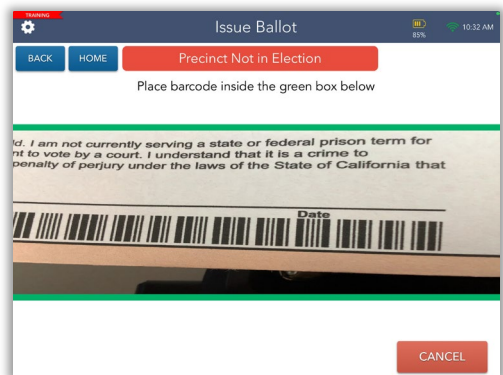 TRAINING
Issue Ballot
85%
10:32 AM
BACK
HOME
Precinct Not in Election
Place barcode inside the green box below
d. I am not currently serving a state or federal prison term for
nt to vote by a court. I understand that it is a crime to
penalty of perjury under the laws of the State of California that
Date
CANCEL